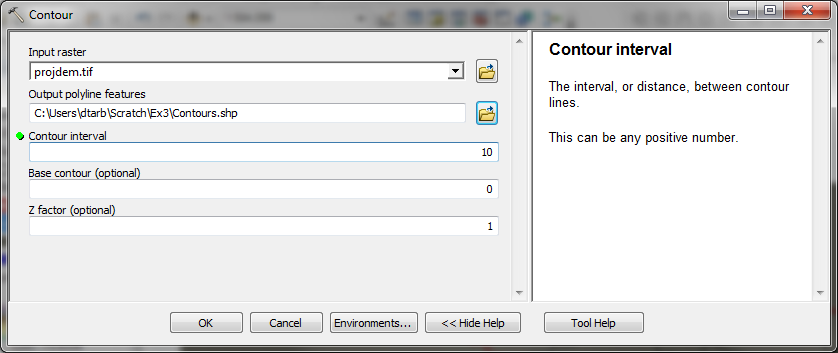 Contour
Input raster
projdem.tif
Output polyline features
C:\Users\dtarb\Scratch\Ex3\Contours.shp
Contour interval
10
Base contour (optional)
0
Z factor (optional)
1
Contour interval
The interval, or distance, between contour
lines.
This can be any positive number.
OK
Cancel
Environments...
<< Hide Help
Tool Help